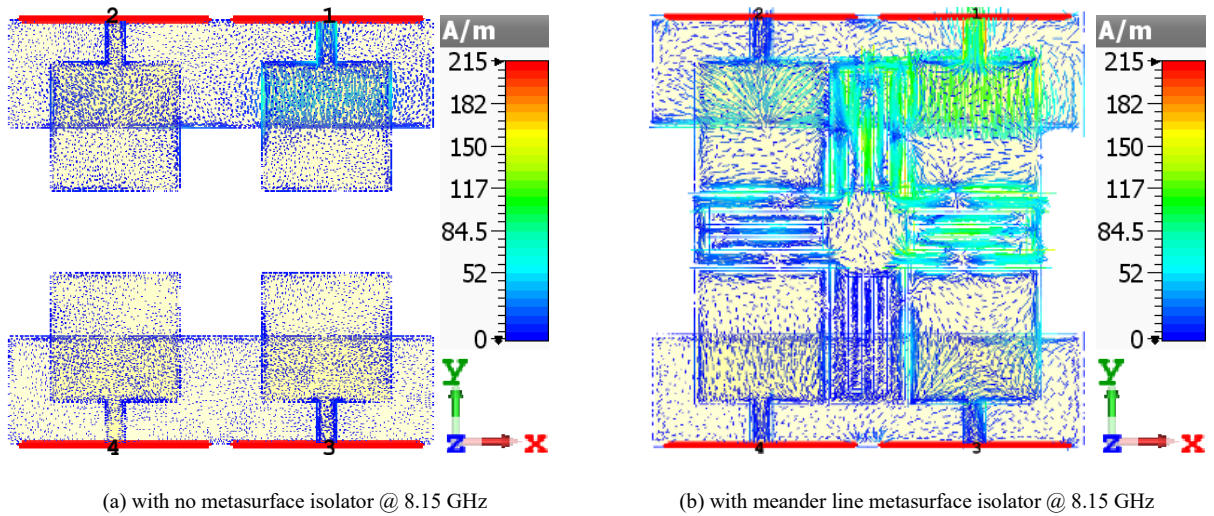 2 1
A/m
215
182
150
117
84.5
52
0
Y
Z X
4 3
2 1
A/m
215
182
150
117
84.5
52
0
Y
Z X
4 3
(a) with no metasurface isolator @ 8.15 GHz
(b) with meander line metasurface isolator @ 8.15 GHz